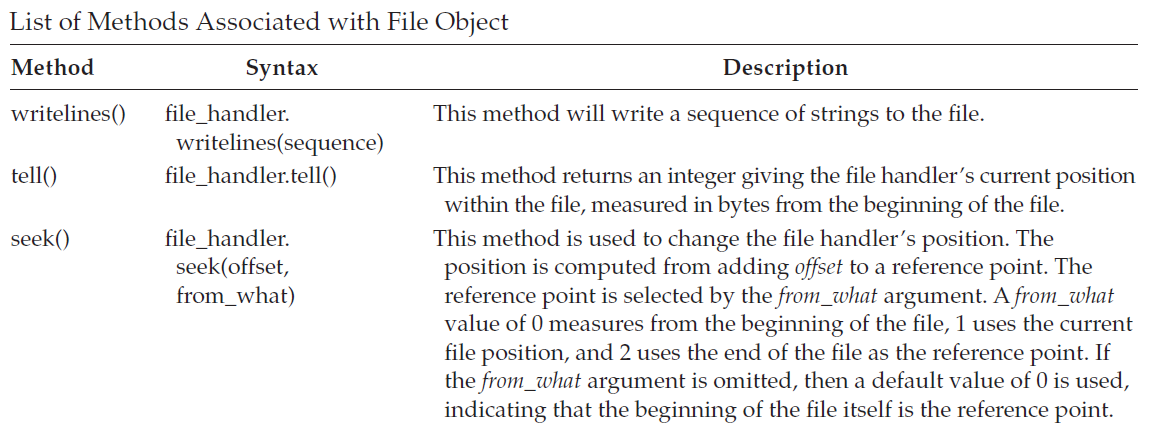 List of Methods Associated with File Object
Method Syntax Description
writelines() file_handler. This method will write a sequence of strings to the file.
writelines(sequence)
tell() file_handler.tell() This method returns an integer giving the file handler’s current position
within the file, measured in bytes from the beginning of the file.
seek() file_handler. This method is used to change the file handler’s position. The
seek(offset, position is computed from adding offset to a reference point. The
from_what) reference point is selected by the from_what argument. A from_what
value of 0 measures from the beginning of the file, 1 uses the current
file position, and 2 uses the end of the file as the reference point. If
the from_what argument is omitted, then a default value of 0 is used,
indicating that the beginning of the file itself is the reference point.